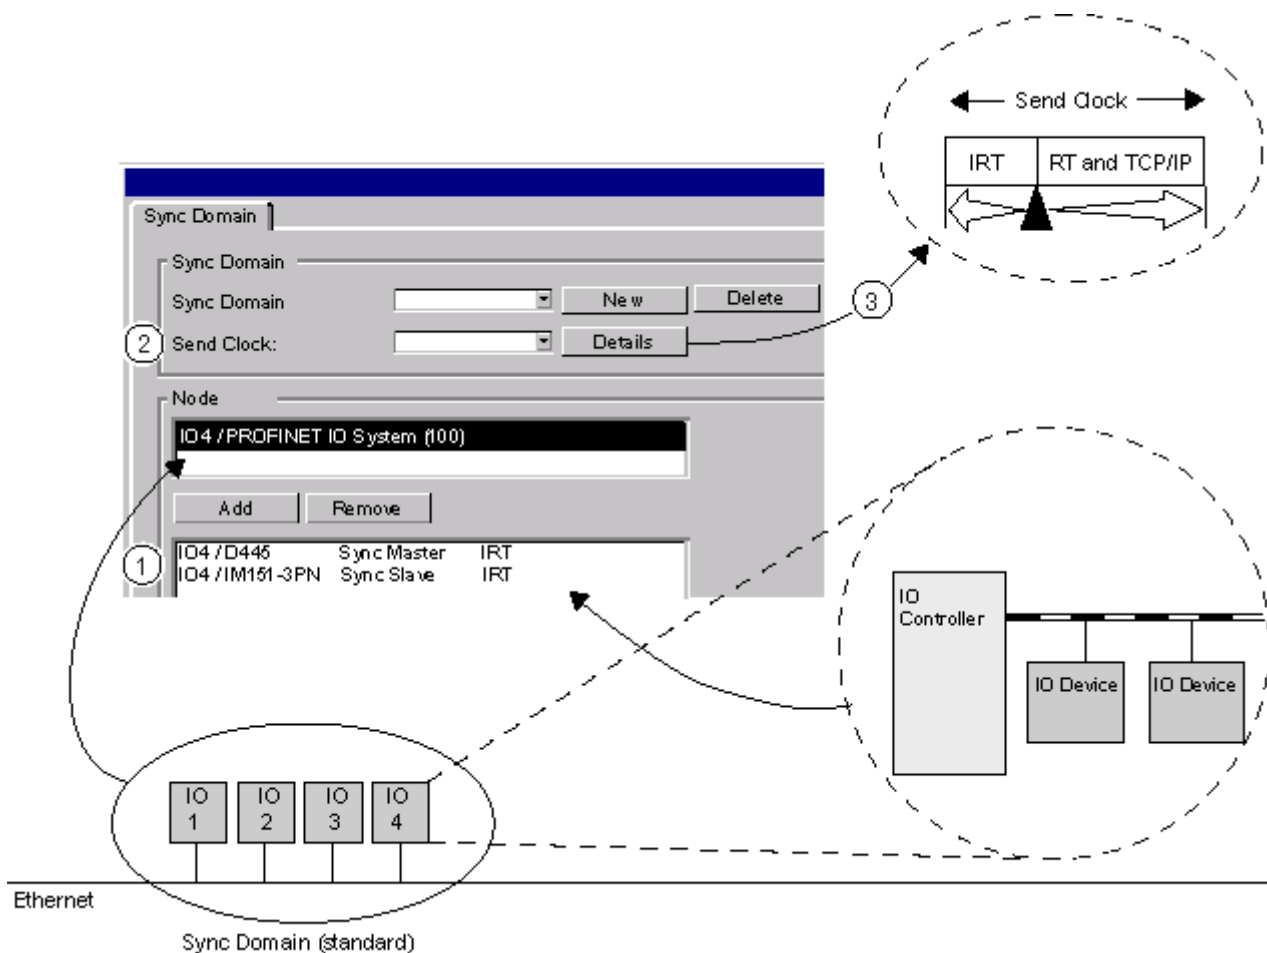 Send Clock
IRT RT and TCP/IP
Sync Domain
Sync Domain
Sync Domain New Delete
3
2 Send Clock: Details
Node
IO4 / PROFINET IO System (100)
Add Remove
1 IO4 / D445 Sync Master IRT
IO4 / IM151-3PN Sync Slave IRT
IO
Controller
IO Device IO Device
IO
1
IO
2
IO
3
IO
4
Ethernet
Sync Domain (standard)